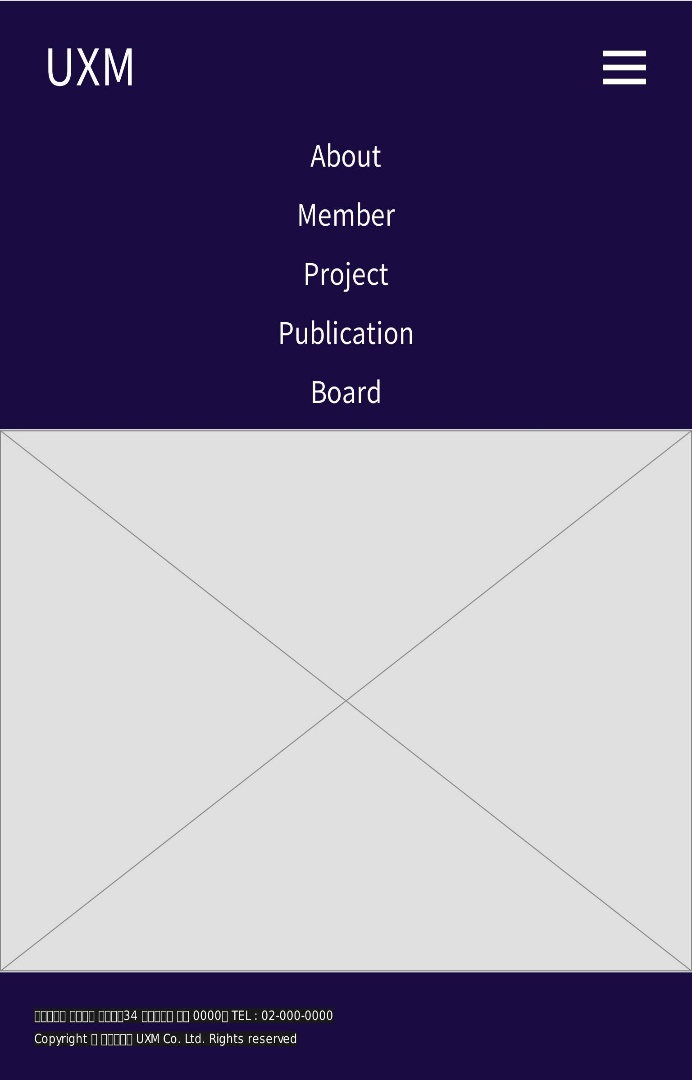 UXM
About
Member
Project
Publication
Board
34 0000 TEL : 02-000-0000
Copyright UXM Co. Ltd. Rights reserved